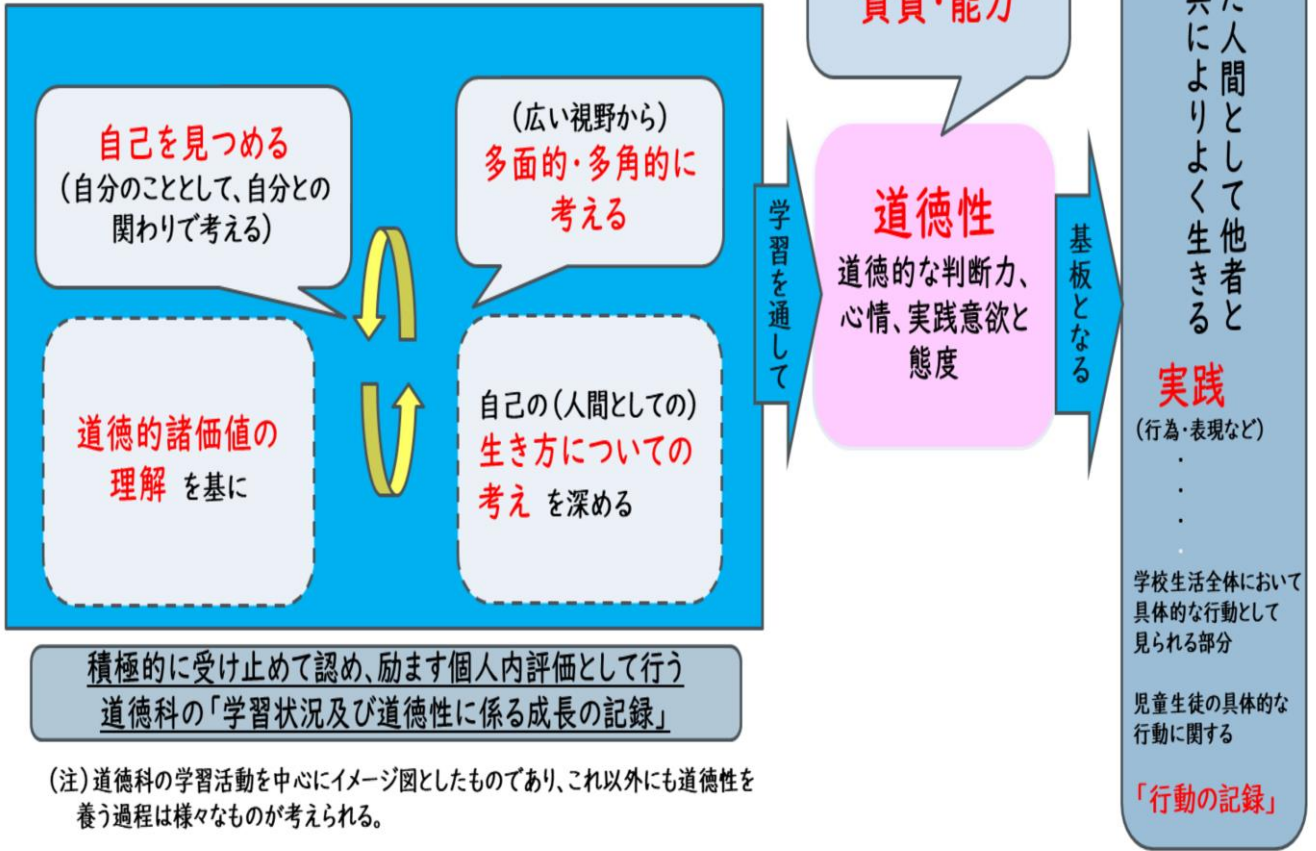 資質・能力
自己を見つめる
(自分のこととして、自分との
関わりで考える)
(広い視野から)
多面的・多角的に
考える
道徳的諸価値の
理解 を基に
自己の(人間としての)
生き方についての
考え を深める
学習を通して
道徳性
道徳的な判断力、
心情、実践意欲と
態度
基板となる
た人間として他者と
共によりよく生きる
実践
(行為・表現など)
・
・
・
・
学校生活全体において
具体的な行動として
見られる部分
児童生徒の具体的な
行動に関する
「行動の記録」
積極的に受け止めて認め、励ます個人内評価として行う
道徳科の「学習状況及び道徳性に係る成長の記録」
(注)道徳科の学習活動を中心にイメージ図としたものであり、これ以外にも道徳性を
養う過程は様々なものが考えられる。